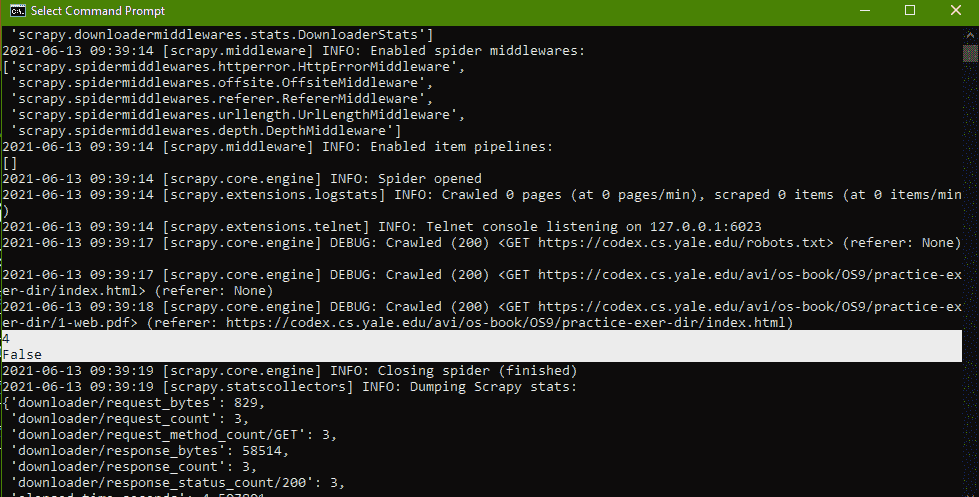 Select Command Prompt
'scrapy.downloadermiddlewares.stats.DownloaderStats']
2021-06-13 09:39:14 [scrapy.middleware] INFO: Enabled spider middlewares:
['scrapy.spidermiddlewares.httperror.HttpErrorMiddleware',
'scrapy.spidermiddlewares.offsite.OffsiteMiddleware',
'scrapy.spidermiddlewares.referer.RefererMiddleware',
'scrapy.spidermiddlewares.urllength.UrlLengthMiddleware',
'scrapy.spidermiddlewares.depth.DepthMiddleware']
2021-06-13 09:39:14 [scrapy.middleware] INFO: Enabled item pipelines:
[]
2021-06-13 09:39:14 [scrapy.core.engine] INFO: Spider opened
2021-06-13 09:39:14 [scrapy.extensions.logstats] INFO: Crawled 0 pages (at 0 pages/min), scraped 0 items (at 0 items/min
)
2021-06-13 09:39:14 [scrapy.extensions.telnet] INFO: Telnet console listening on 127.0.0.1:6023
2021-06-13 09:39:17 [scrapy.core.engine] DEBUG: Crawled (200) <GET https://codex.cs.yale.edu/robots.txt> (referer: None)
2021-06-13 09:39:17 [scrapy.core.engine] DEBUG: Crawled (200) <GET https://codex.cs.yale.edu/avi/os-book/OS9/practice-ex
er-dir/index.html> (referer: None)
2021-06-13 09:39:18 [scrapy.core.engine] DEBUG: Crawled (200) <GET https://codex.cs.yale.edu/avi/os-book/OS9/practice-ex
er-dir/1-web.pdf> (referer: https://codex.cs.yale.edu/avi/os-book/OS9/practice-exer-dir/index.html)
4
False
2021-06-13 09:39:19 [scrapy.core.engine] INFO: Closing spider (finished)
2021-06-13 09:39:19 [scrapy.statscollectors] INFO: Dumping Scrapy stats:
{'downloader/request_bytes': 829,
'downloader/request_count': 3,
'downloader/request_method_count/GET': 3,
'downloader/response_bytes': 58514,
'downloader/response_count': 3,
'downloader/response_status_count/200': 3,